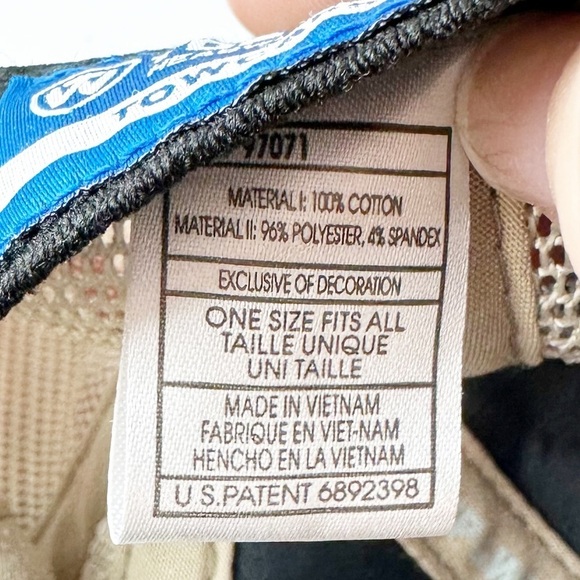 97071
MATERIAL I: 100% COTTON
MATERIAL II: 96% POLYESTER, 4% SPANDEX
EXCLUSIVE OF DECORATION
ONE SIZE FITS ALL
TAILLE UNIQUE
UNI TAILLE
MADE IN VIETNAM
FABRIQUE EN VIET-NAM
HENCHO EN LA VIETNAM
U.S.PATENT 6892398